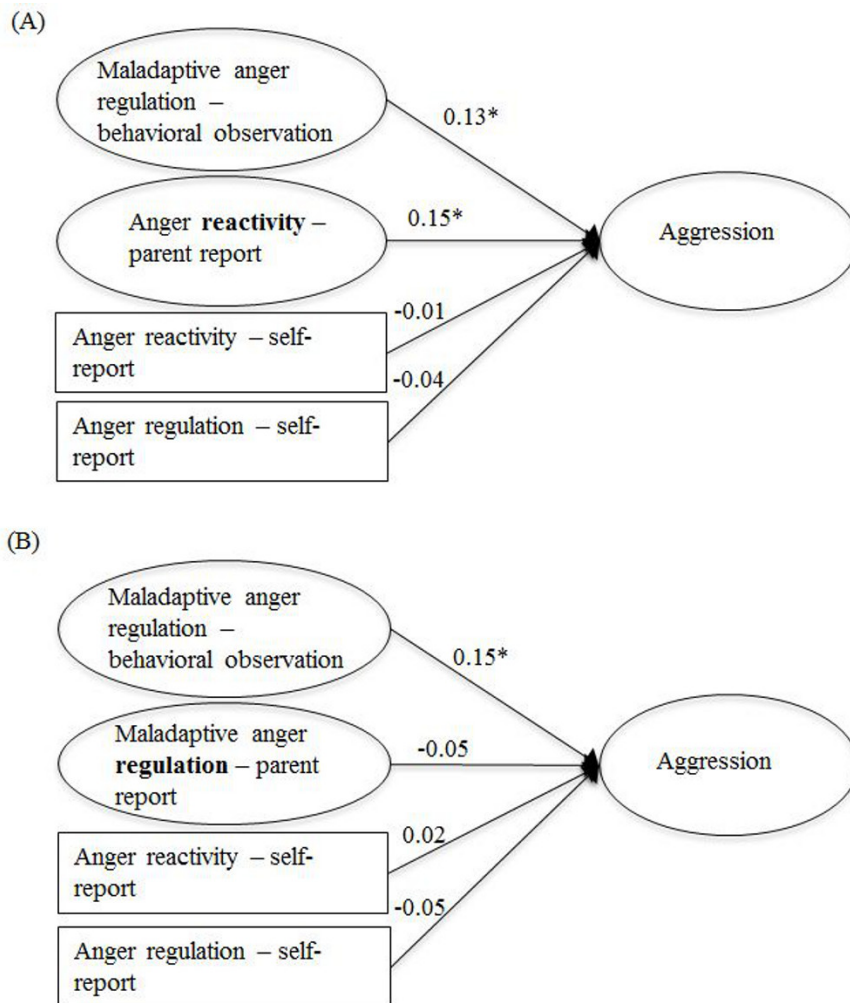 (A)
Maladaptive anger
regulation –
behavioral observation
0.13*
Anger reactivity –
parent report
0.15*
Aggression
-0.01
Anger reactivity – self-
report
-0.04
Anger regulation – self-
report
(B)
Maladaptive anger
regulation –
behavioral observation
0.15*
Maladaptive anger
regulation – parent
report
-0.05
Aggression
0.02
Anger reactivity – self-
report
-0.05
Anger regulation – self-
report